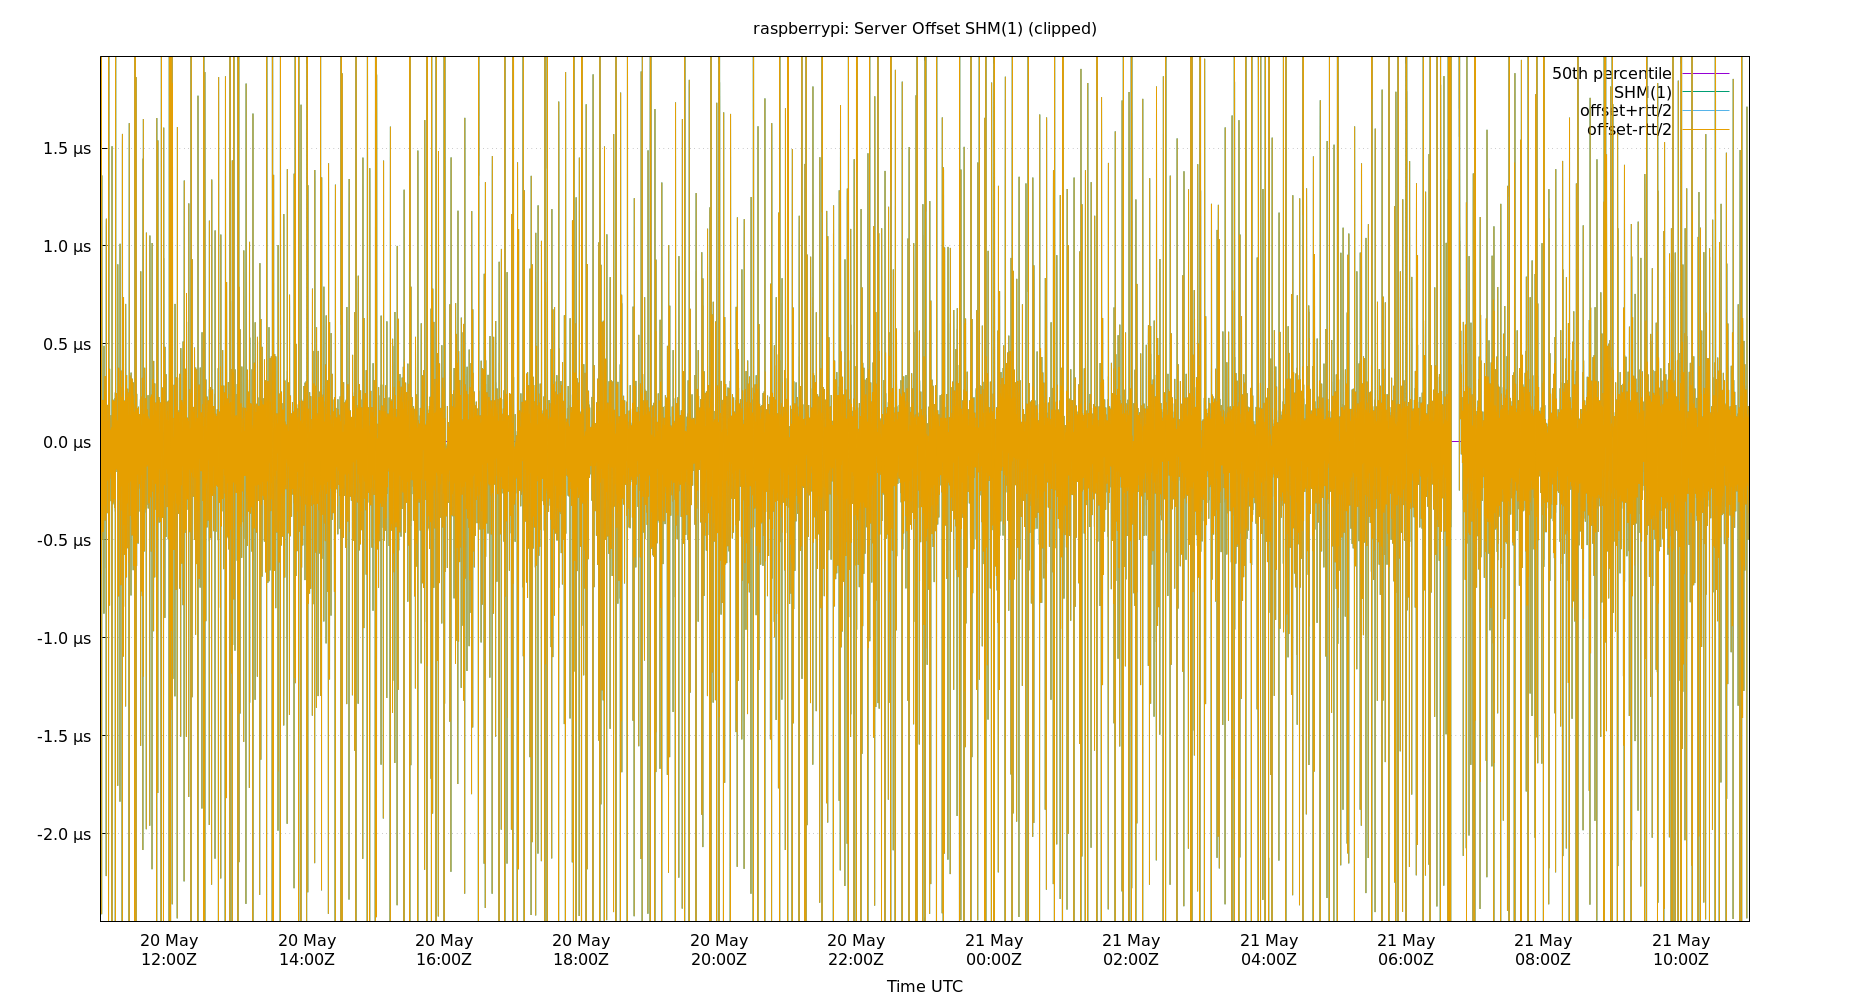 raspberrypi: Server Offset SHM(1) (clipped)
50th percentile
SHM(1)
offset+rtt/2
offset-rtt/2
1.5 µs
1.0 µs
0.5 µs
0.0 µs
-0.5 µs
-1.0 µs
-1.5 µs
-2.0 µs
20 May 20 May 20 May 20 May 20 May 20 May 21 May 21 May 21 May 21 May 21 May 21 May
12:00Z 14:00Z 16:00Z 18:00Z 20:00Z 22:00Z 00:00Z 02:00Z 04:00Z 06:00Z 08:00Z 10:00Z
Time UTC